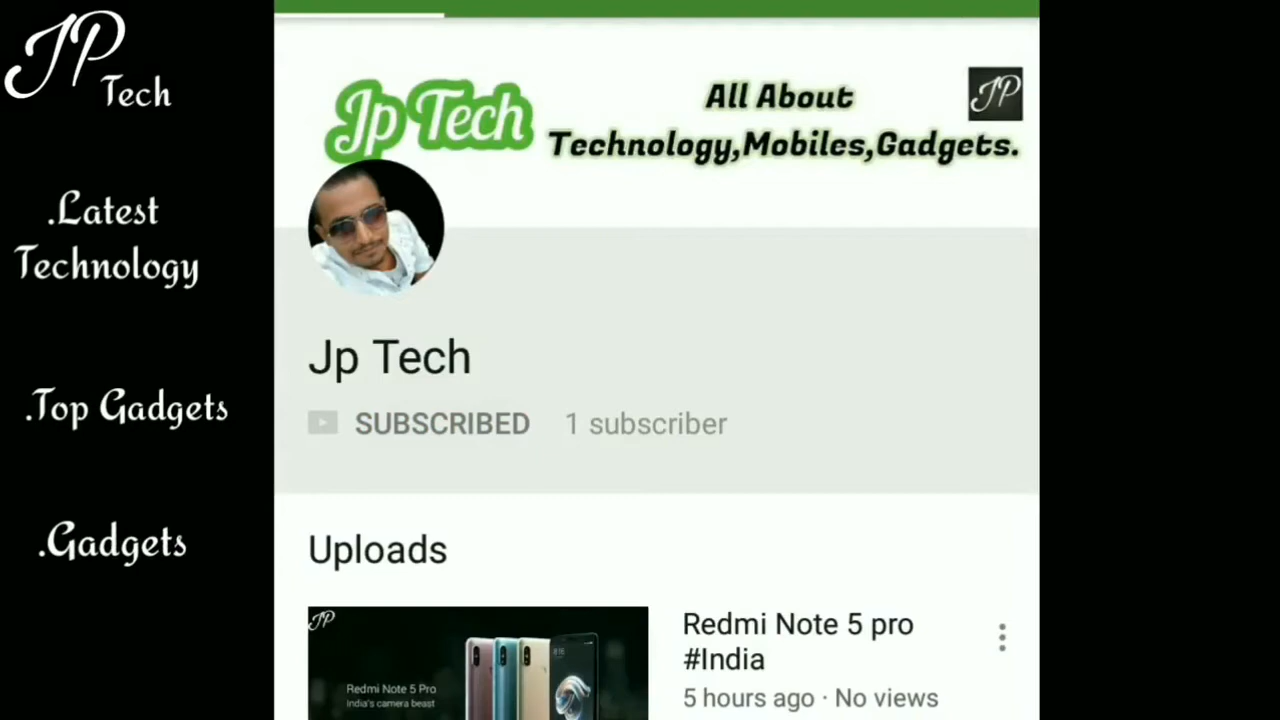 JP
Tech
.Latest
Technology
.Top Gadgets
.Gadgets
Jp Tech
All About
Technology,Mobiles,Gadgets.
JP
Jp Tech
SUBSCRIBED 1 subscriber
Uploads
JP
Redmi Note 5 Pro
India's camera beast
8:15
Redmi Note 5 pro
#India
5 hours ago · No views